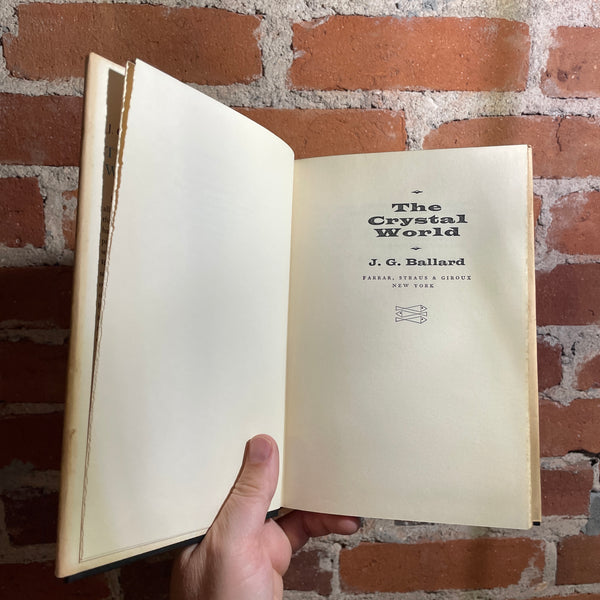 The
Crystal
World
J. G. Ballard
FARRAR, STRAUS & GIROUX
NEW YORK